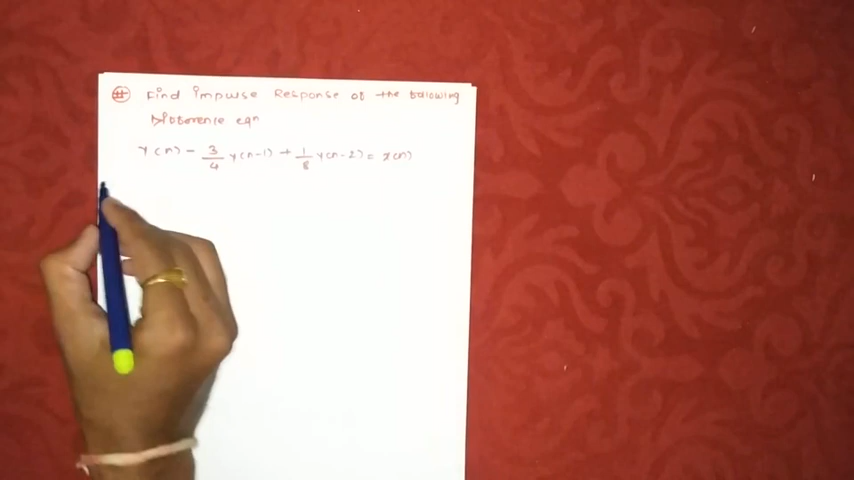 # Find Impulse Response of the following
Difference eqn
y(n) - 3/4 y(n-1) + 1/8 y(n-2) = x(n)